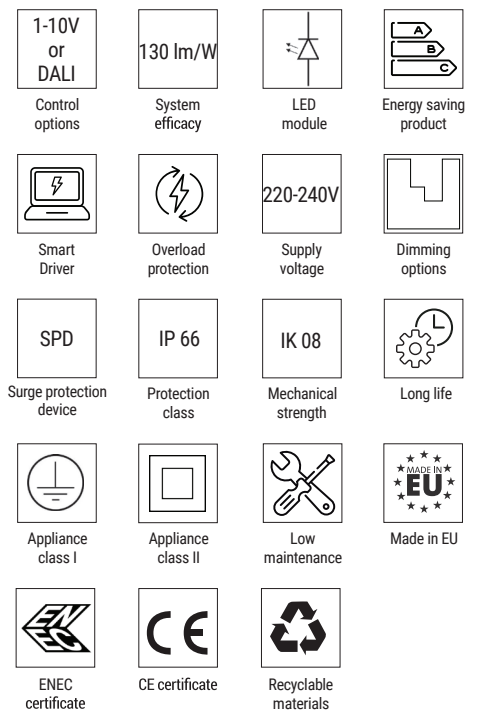 1-10V
or
DALI
Control
options
130 lm/W
System
efficacy
LED
module
A
B
C
Energy saving
product
Smart
Driver
Overload
protection
220-240V
Supply
voltage
Dimming
options
SPD
Surge protection
device
IP 66
Protection
class
IK 08
Mechanical
strength
Long life
Appliance
class I
Appliance
class II
Low
maintenance
MADE IN
EU
Made in EU
EN
EC
ENEC
certificate
CE
CE certificate
Recyclable
materials